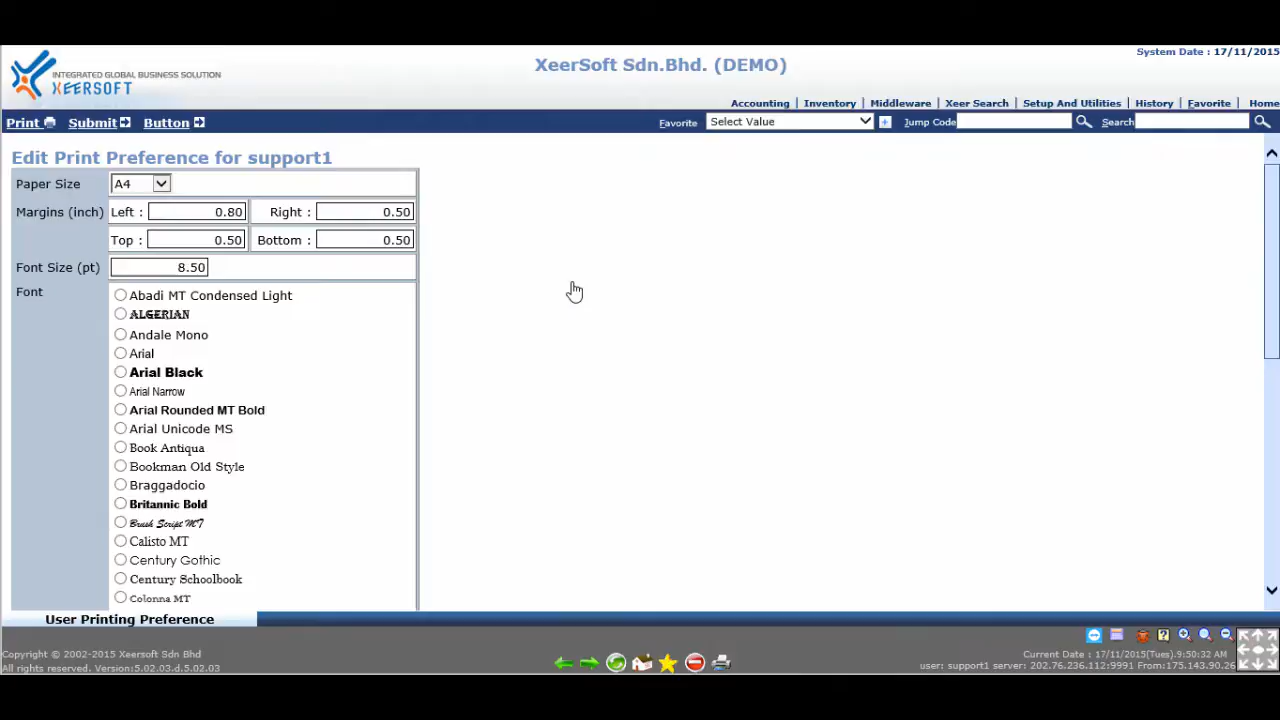 System Date : 17/11/2015
INTEGRATED GLOBAL BUSINESS SOLUTION
XEERSOFT
XeerSoft Sdn.Bhd. (DEMO)
Accounting | Inventory | Middleware | Xeer Search | Setup And Utilities | History | Favorite | Home
Print Submit Button Favorite Select Value Jump Code Search
Edit Print Preference for support1
Paper Size A4
Margins (inch) Left : 0.80 Right : 0.50
Top : 0.50 Bottom : 0.50
Font Size (pt) 8.50
Font Abadi MT Condensed Light
ALGERIAN
Andale Mono
Arial
Arial Black
Arial Narrow
Arial Rounded MT Bold
Arial Unicode MS
Book Antiqua
Bookman Old Style
Braggadocio
Britannic Bold
Brush Script MT
Calisto MT
Century Gothic
Century Schoolbook
Colonna MT
User Printing Preference
Copyright © 2002-2015 Xeersoft Sdn Bhd
All rights reserved. Version:5.02.03.d.5.02.03
Current Date : 17/11/2015(Tues).9:50:32 AM
user: support1 server: 202.76.236.112:9991 From:175.143.90.26